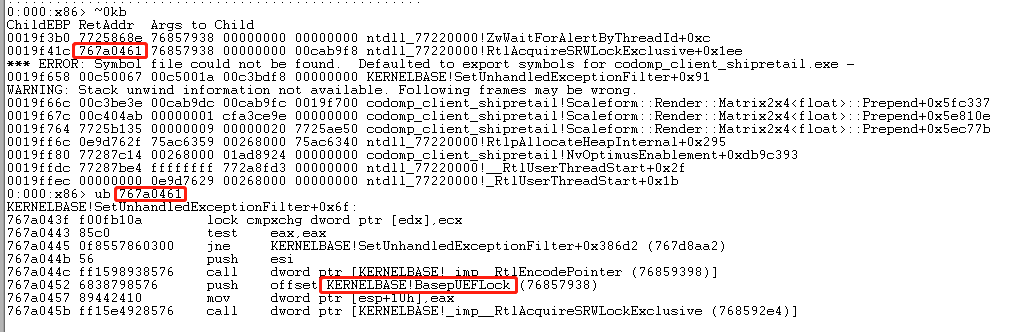 0:000:x86> ~0kb
ChildEBP RetAddr  Args to Child
0019f3b0 7725868e 76857938 00000000 00000000 ntdll_77220000!ZwWaitForAlertByThreadId+0xc
0019f41c 767a0461 76857938 00000000 00cab9f8 ntdll_77220000!RtlAcquireSRWLockExclusive+0x1ee
*** ERROR: Symbol file could not be found.  Defaulted to export symbols for codomp_client_shipretail.exe -
0019f658 00c50067 00c5001a 00c3bdf8 00000000 KERNELBASE!SetUnhandledExceptionFilter+0x91
WARNING: Stack unwind information not available. Following frames may be wrong.
0019f66c 00c3be3e 00cab9dc 00cab9fc 0019f700 codomp_client_shipretail!Scaleform::Render::Matrix2x4<float>::Prepend+0x5fc337
0019f67c 00c404ab 00000001 cfa3ce9e 00000000 codomp_client_shipretail!Scaleform::Render::Matrix2x4<float>::Prepend+0x5e810e
0019f764 7725b135 00000009 00000020 7725ae50 codomp_client_shipretail!Scaleform::Render::Matrix2x4<float>::Prepend+0x5ec77b
0019ff6c 0e9d762f 75ac6359 00268000 75ac6340 ntdll_77220000!RtlpAllocateHeapInternal+0x295
0019ff80 77287c14 00268000 01ad8924 00000000 codomp_client_shipretail!NvOptimusEnablement+0xdb9c393
0019ffdc 77287be4 ffffffff 772a8fd3 00000000 ntdll_77220000!__RtlUserThreadStart+0x2f
0019ffec 00000000 0e9d7629 00268000 00000000 ntdll_77220000!_RtlUserThreadStart+0x1b
0:000:x86> ub 767a0461
KERNELBASE!SetUnhandledExceptionFilter+0x6f:
767a043f f00fb10a        lock cmpxchg dword ptr [edx],ecx
767a0443 85c0            test    eax,eax
767a0445 0f8557860300    jne     KERNELBASE!SetUnhandledExceptionFilter+0x386d2 (767d8aa2)
767a044b 56              push    esi
767a044c ff1598938576    call    dword ptr [KERNELBASE!_imp__RtlEncodePointer (76859398)]
767a0452 6838798576      push    offset KERNELBASE!BasepUEFLock (76857938)
767a0457 89442410        mov     dword ptr [esp+10h],eax
767a045b ff15e4928576    call    dword ptr [KERNELBASE!_imp__RtlAcquireSRWLockExclusive (768592e4)]